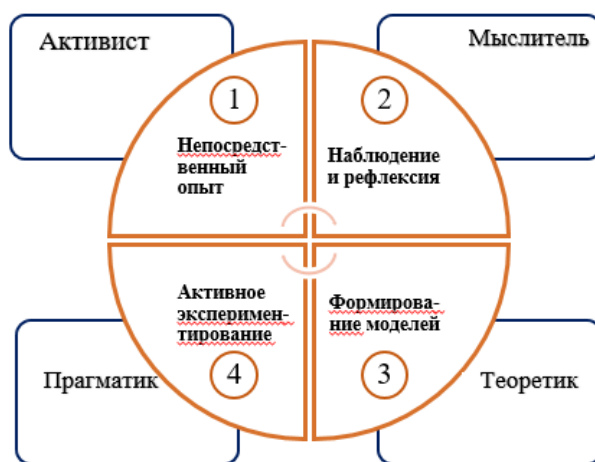 Активист
Мыслитель
1
Непосредст-
венный
опыт
2
Наблюдение
и рефлексия
Активное
эксперимен-
тирование
4
Формирова-
ние моделей
3
Прагматик
Теоретик